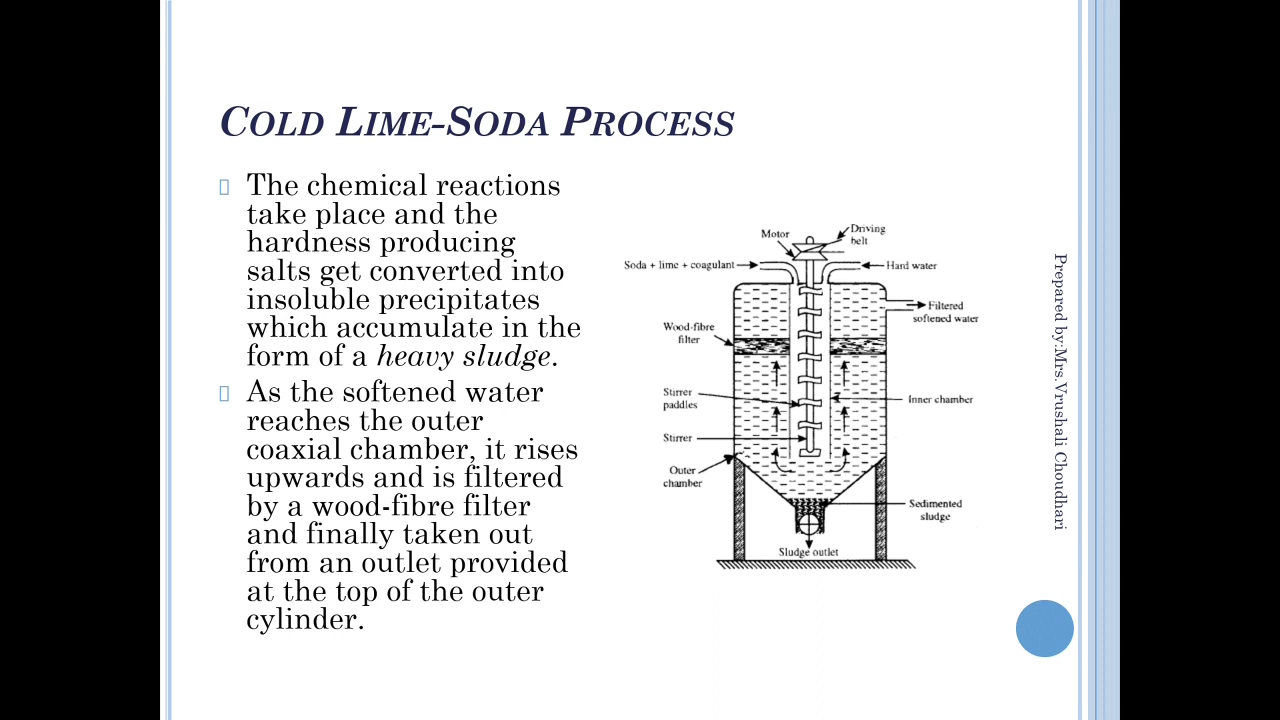 COLD LIME-SODA PROCESS
The chemical reactions
take place and the
hardness producing
salts get converted into
insoluble precipitates
which accumulate in the
form of a heavy sludge.
As the softened water
reaches the outer
coaxial chamber, it rises
upwards and is filtered
by a wood-fibre filter
and finally taken out
from an outlet provided
at the top of the outer
cylinder.
Motor
Driving
belt
Soda + lime + coagulant
Hard water
Filtered
softened water
Wood-fibre
filter
Stirrer
paddles
Inner chamber
Stirrer
Outer
chamber
Sedimented
sludge
Sludge outlet
Prepared by:Mrs.Vrushali Choudhari